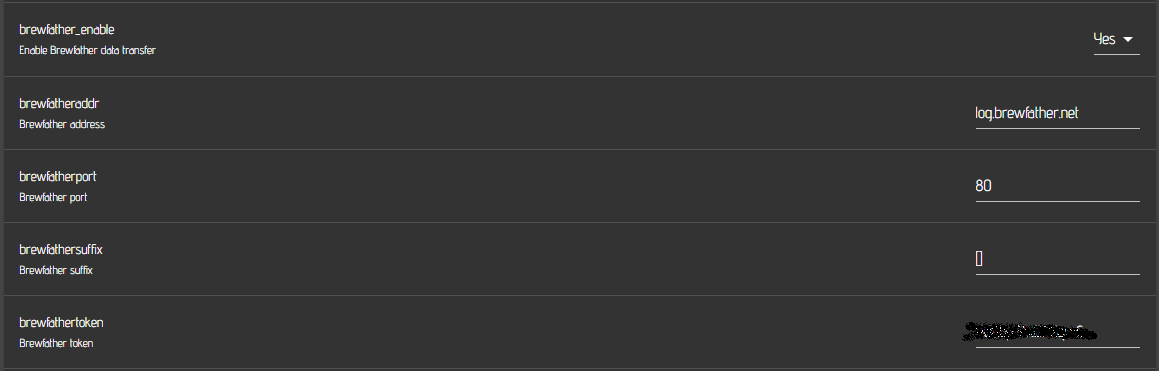 brewfather_enable
Enable Brewfather data transfer
Yes
brewfatheraddr
Brewfather address
log.brewfather.net
brewfatherport
Brewfather port
80
brewfathersuffix
Brewfather suffix
[]
brewfathertoken
Brewfather token